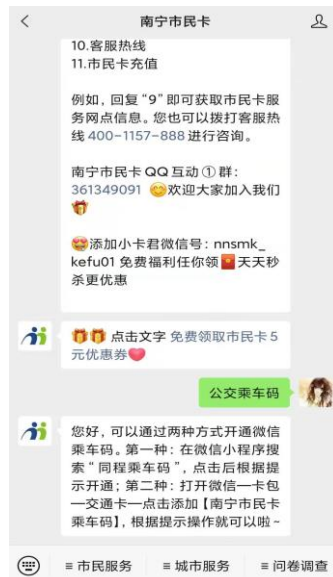 南宁市民卡
10.客服热线
11.市民卡充值
例如，回复“9”即可获取市民卡服
务网点信息。您也可以拨打客服热
线 400-1157-888 进行咨询。
南宁市民卡 QQ 互动 ① 群：
361349091 😊欢迎大家加入我们
🎁
😍添加小卡君微信号：nnsmk_
kefu01 免费福利任你领🧧天天秒
杀更优惠
🎁🎁 点击文字 免费领取市民卡 5
元优惠券❤️
公交乘车码
您好，可以通过两种方式开通微信
乘车码。第一种：在微信小程序搜
索“同程乘车码”，点击后根据提
示开通；第二种：打开微信—卡包
—交通卡—点击添加【南宁市民卡
乘车码】，根据提示操作就可以啦~
≡ 市民服务
≡ 城市服务
≡ 问卷调查